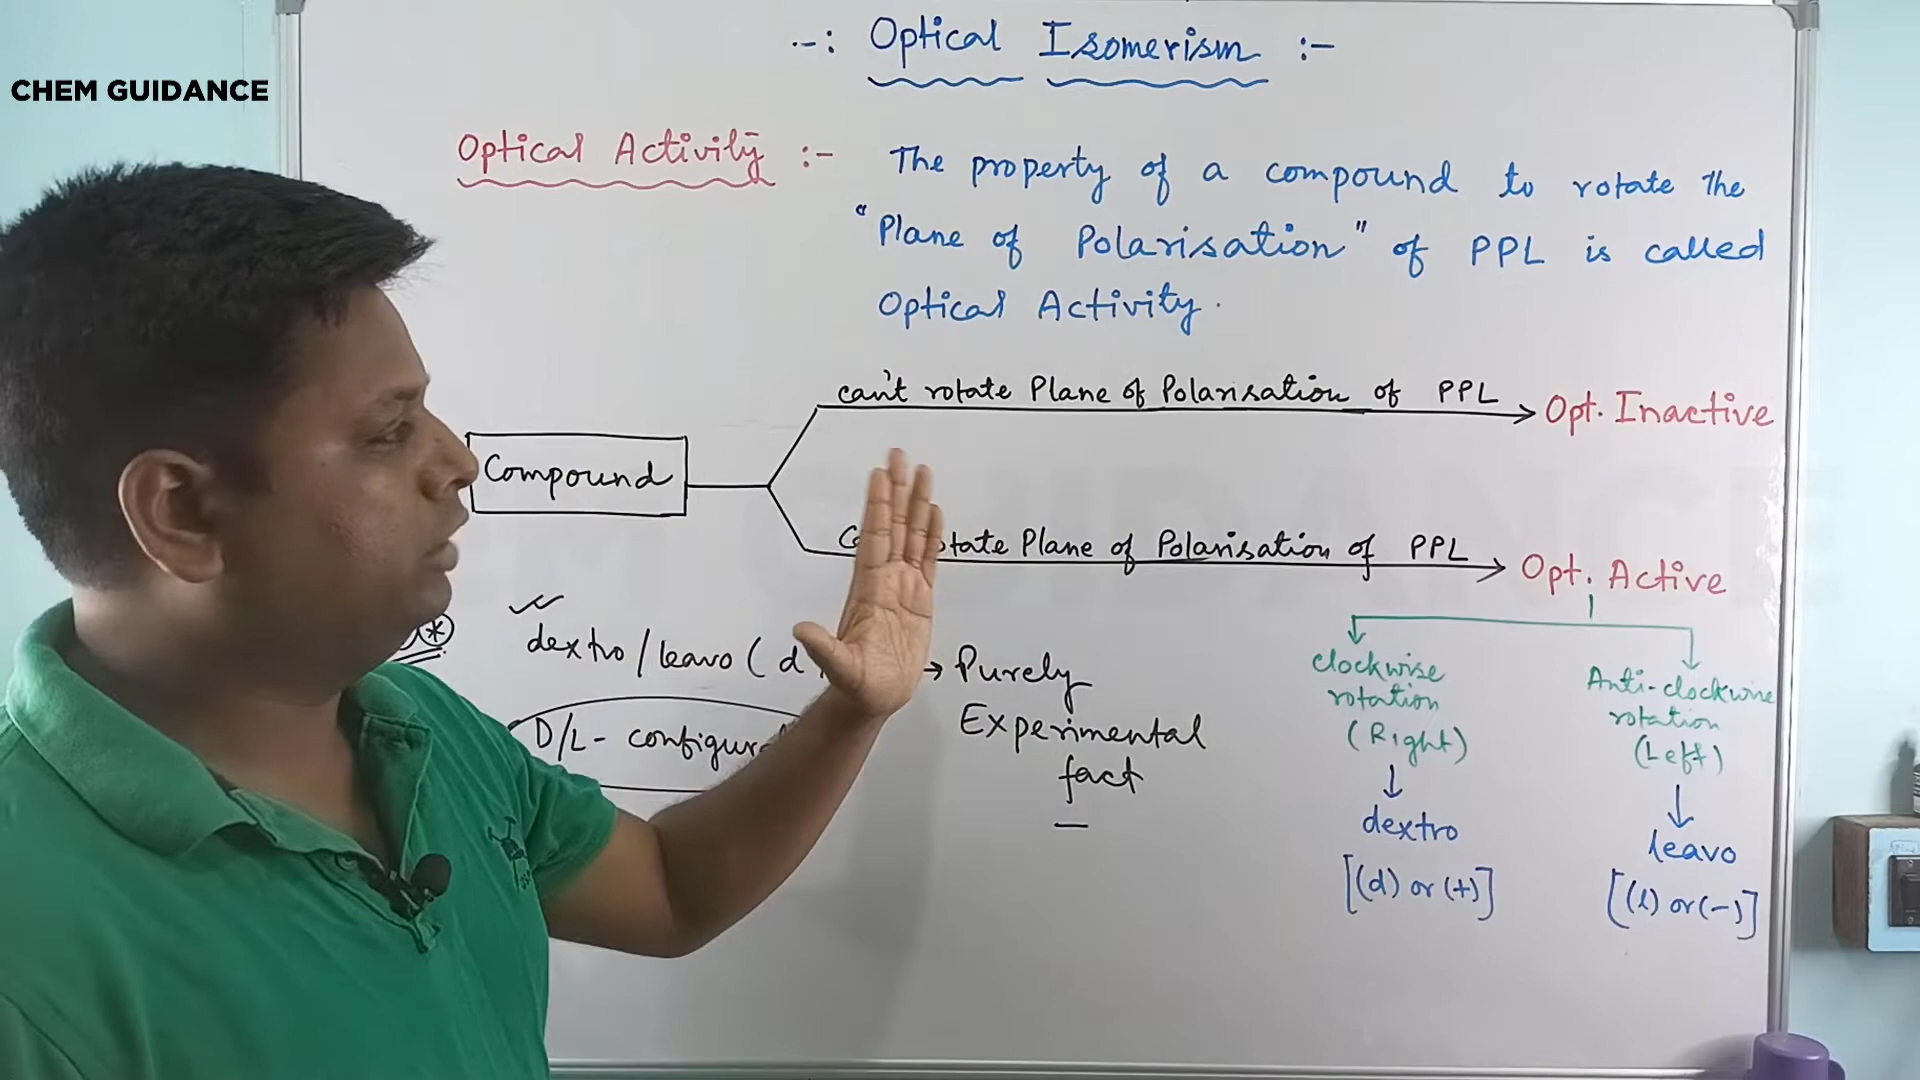 CHEM GUIDANCE
-: Optical Isomerism :-
Optical Activity :- The property of a compound to rotate the
"Plane of Polarisation" of PPL is called
Optical Activity.
can't rotate Plane of Polarisation of PPL → Opt. Inactive
Compound
Plane of Polarisation of PPL → Opt. Active
dextro/leavo (d → Purely
Experimental
fact
D/L-
Clockwise
rotation
(Right)
↓
dextro
[(d) or (+)]
Anti-clockwise
rotation
(Left)
↓
leavo
[(l) or (-)]